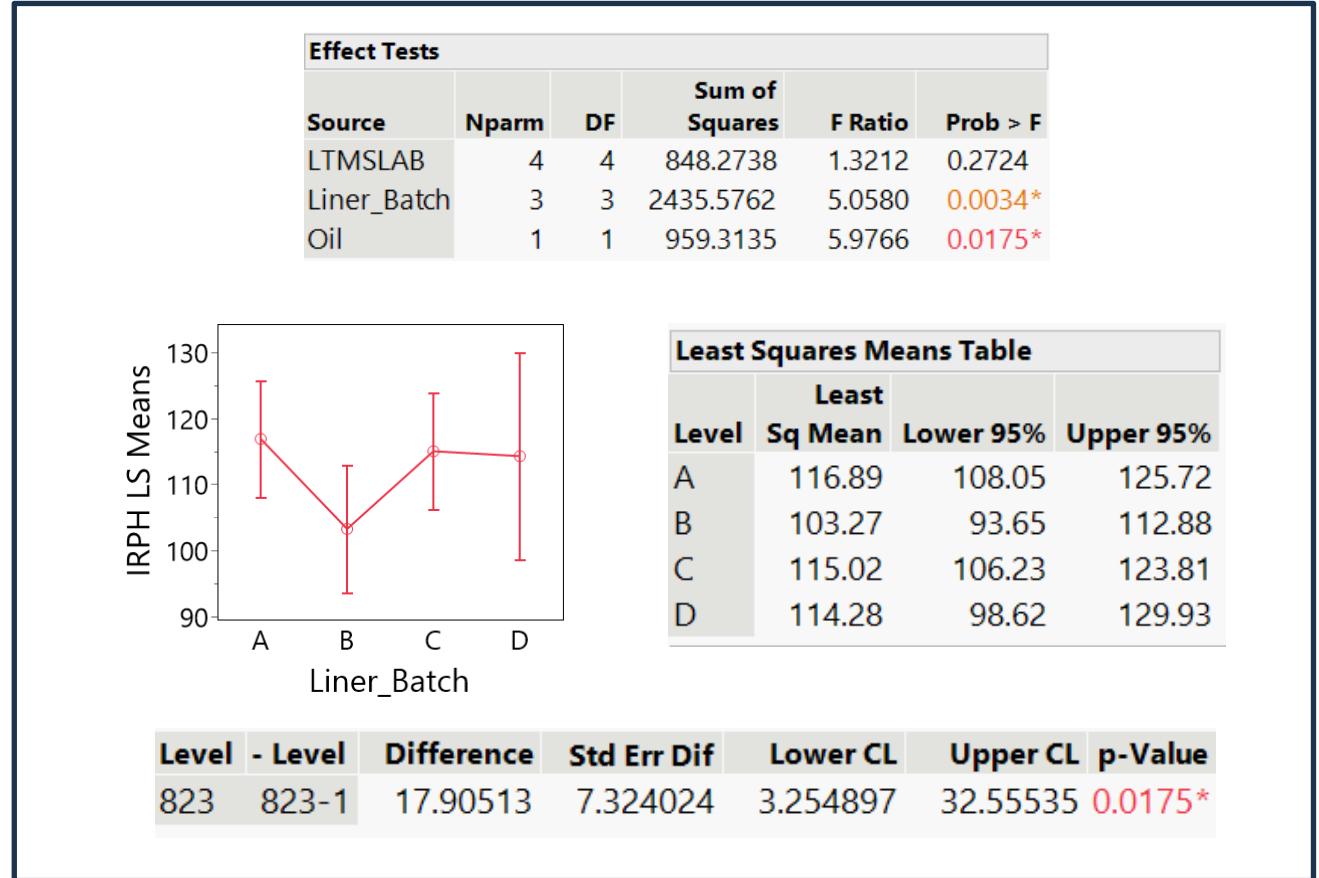 Effect Tests
Sum of
Source Nparm DF Squares F Ratio Prob > F
LTMSLAB 4 4 848.2738 1.3212 0.2724
Liner_Batch 3 3 2435.5762 5.0580 0.0034*
Oil 1 1 959.3135 5.9766 0.0175*
130
120
110
100
90
IRPH LS Means
A B C D
Liner_Batch
Least Squares Means Table
Least
Level Sq Mean Lower 95% Upper 95%
A 116.89 108.05 125.72
B 103.27 93.65 112.88
C 115.02 106.23 123.81
D 114.28 98.62 129.93
Level - Level Difference Std Err Dif Lower CL Upper CL p-Value
823 823-1 17.90513 7.324024 3.254897 32.55535 0.0175*